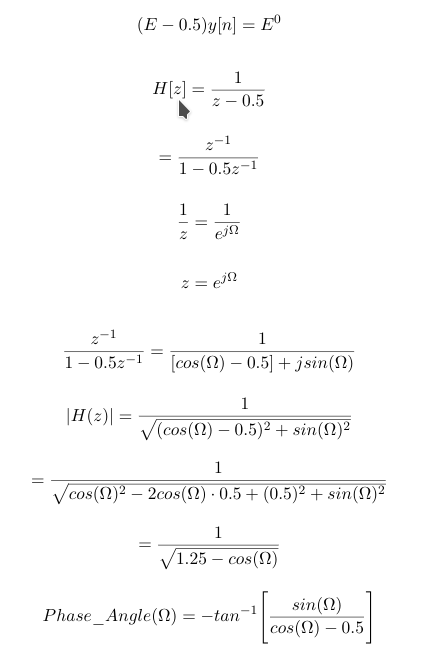 (E − 0.5)y[n] = E⁰
H[z] = 1 / (z − 0.5)
= z⁻¹ / (1 − 0.5z⁻¹)
1/z = 1/e^{jΩ}
z = e^{jΩ}
z⁻¹ / (1 − 0.5z⁻¹) = 1 / ([cos(Ω) − 0.5] + jsin(Ω))
|H(z)| = 1 / √((cos(Ω) − 0.5)² + sin(Ω)²)
= 1 / √(cos(Ω)² − 2cos(Ω) · 0.5 + (0.5)² + sin(Ω)²)
= 1 / √(1.25 − cos(Ω))
Phase_Angle(Ω) = −tan⁻¹[sin(Ω) / (cos(Ω) − 0.5)]